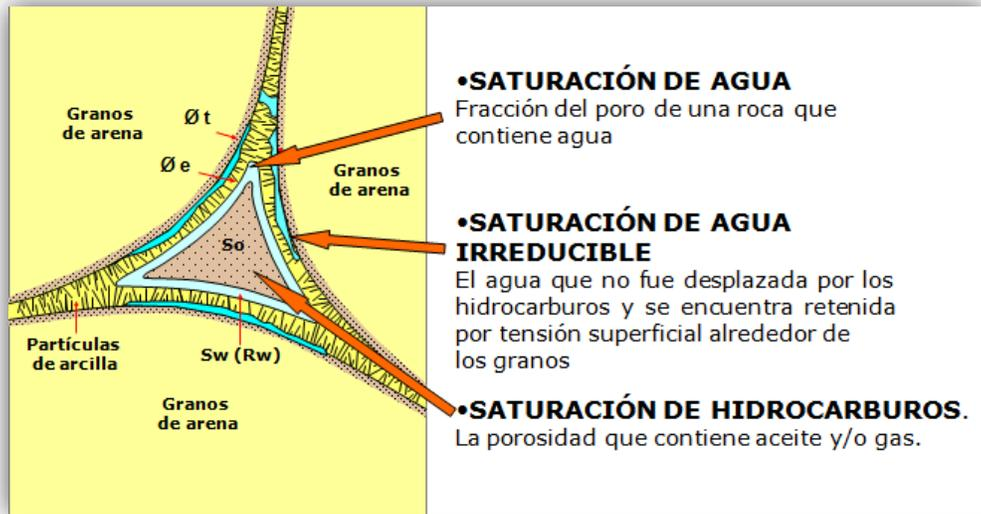 Granos
de arena
Ø t
Ø e
Granos
de arena
So
Partículas
de arcilla
Sw (Rw)
Granos
de arena
•SATURACIÓN DE AGUA
Fracción del poro de una roca que
contiene agua
•SATURACIÓN DE AGUA
IRREDUCIBLE
El agua que no fue desplazada por los
hidrocarburos y se encuentra retenida
por tensión superficial alrededor de
los granos
•SATURACIÓN DE HIDROCARBUROS.
La porosidad que contiene aceite y/o gas.